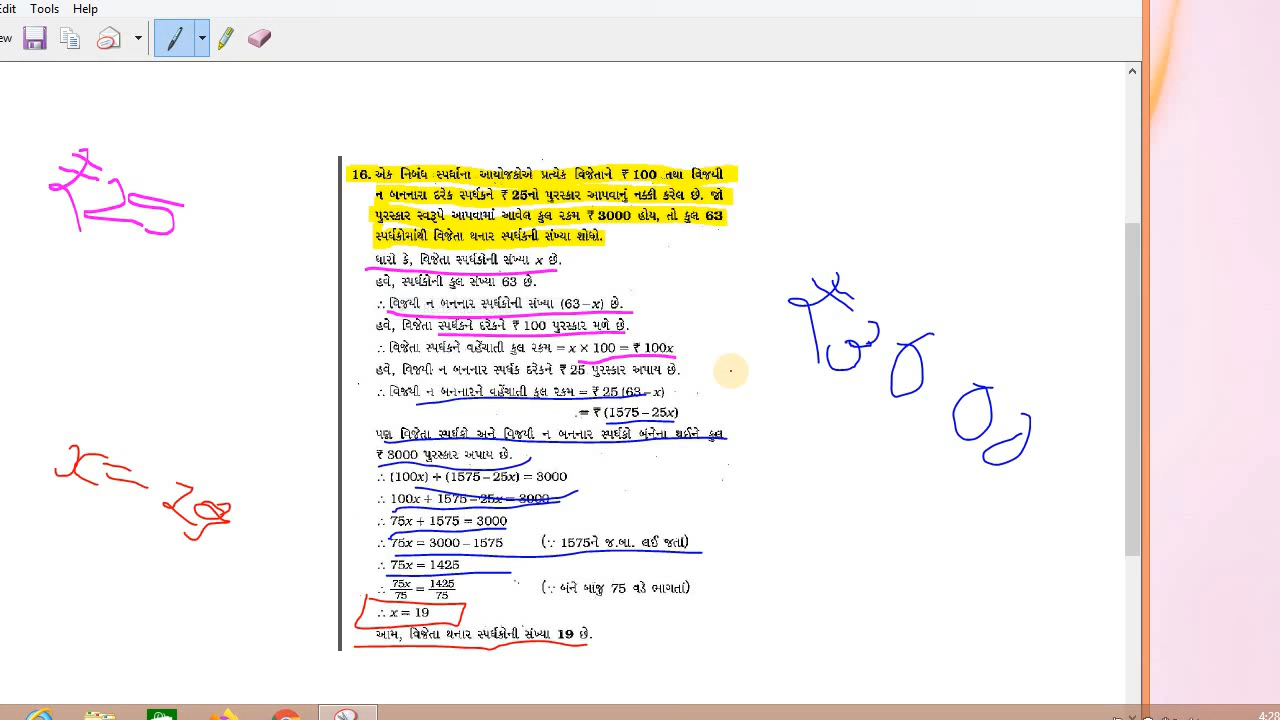 Edit Tools Help
16. એક નિબંધ સ્પર્ધાના આયોજકોએ પ્રત્યેક વિજેતાને ₹ 100 તથા વિજયી
ન બનનારા દરેક સ્પર્ધકને ₹ 25નો પુરસ્કાર આપવાનું નક્કી કરેલ છે. જો
પુરસ્કાર સ્વરૂપે આપવામાં આવેલ કુલ રકમ ₹ 3000 હોય, તો કુલ 63
સ્પર્ધકોમાંથી વિજેતા થનાર સ્પર્ધકની સંખ્યા શોધો.
ધારો કે, વિજેતા સ્પર્ધકોની સંખ્યા x છે.
હવે, સ્પર્ધકોની કુલ સંખ્યા 63 છે.
∴ વિજયી ન બનનાર સ્પર્ધકોની સંખ્યા (63 – x) છે.
હવે, વિજેતા સ્પર્ધકને દરેકને ₹ 100 પુરસ્કાર મળે છે.
∴ વિજેતા સ્પર્ધકને વહેંચાતી કુલ રકમ = x × 100 = ₹ 100x
હવે, વિજયી ન બનનાર સ્પર્ધક દરેકને ₹ 25 પુરસ્કાર અપાય છે.
∴ વિજયી ન બનનારને વહેંચાતી કુલ રકમ = ₹ 25 (63 – x)
= ₹ (1575 – 25x)
પણ વિજેતા સ્પર્ધકો અને વિજયી ન બનનાર સ્પર્ધકો બંનેના થઈને કુલ
₹ 3000 પુરસ્કાર અપાય છે.
∴ (100x) + (1575 – 25x) = 3000
∴ 100x + 1575 – 25x = 3000
∴ 75x + 1575 = 3000
∴ 75x = 3000 – 1575 (∵ 1575ને જ.બા. લઈ જતાં)
∴ 75x = 1425
∴ 75x/75 = 1425/75 (∵ બંને બાજુ 75 વડે ભાગતાં)
∴ x = 19
આમ, વિજેતા થનાર સ્પર્ધકોની સંખ્યા 19 છે.
x =
4:28